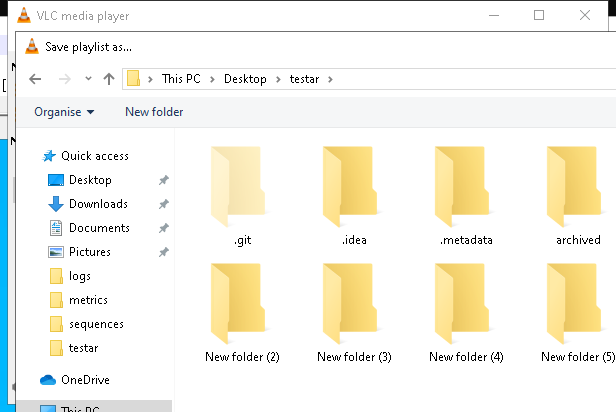 VLC media player
Save playlist as...
This PC > Desktop > testar >
Organise New folder
Quick access
Desktop
Downloads
Documents
Pictures
logs
metrics
sequences
testar
OneDrive
This PC
.git .idea .metadata archived
New folder (2) New folder (3) New folder (4) New folder (5)